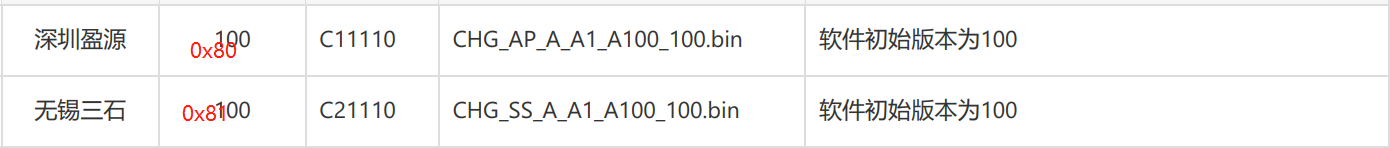 深圳盈源 100 C11110 CHG_AP_A_A1_A100_100.bin 软件初始版本为100
0x80
无锡三石 100 C21110 CHG_SS_A_A1_A100_100.bin 软件初始版本为100
0x81